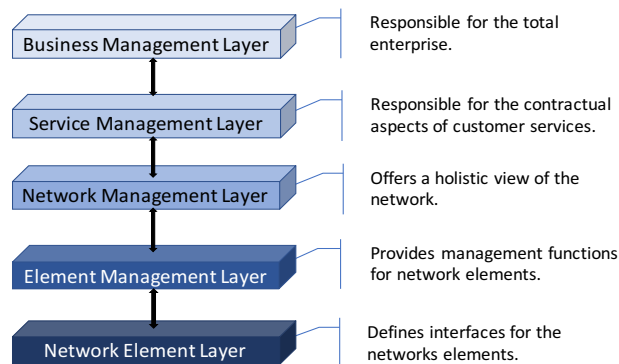 Business Management Layer
Responsible for the total
enterprise.
Service Management Layer
Responsible for the contractual
aspects of customer services.
Network Management Layer
Offers a holistic view of the
network.
Element Management Layer
Provides management functions
for network elements.
Network Element Layer
Defines interfaces for the
networks elements.